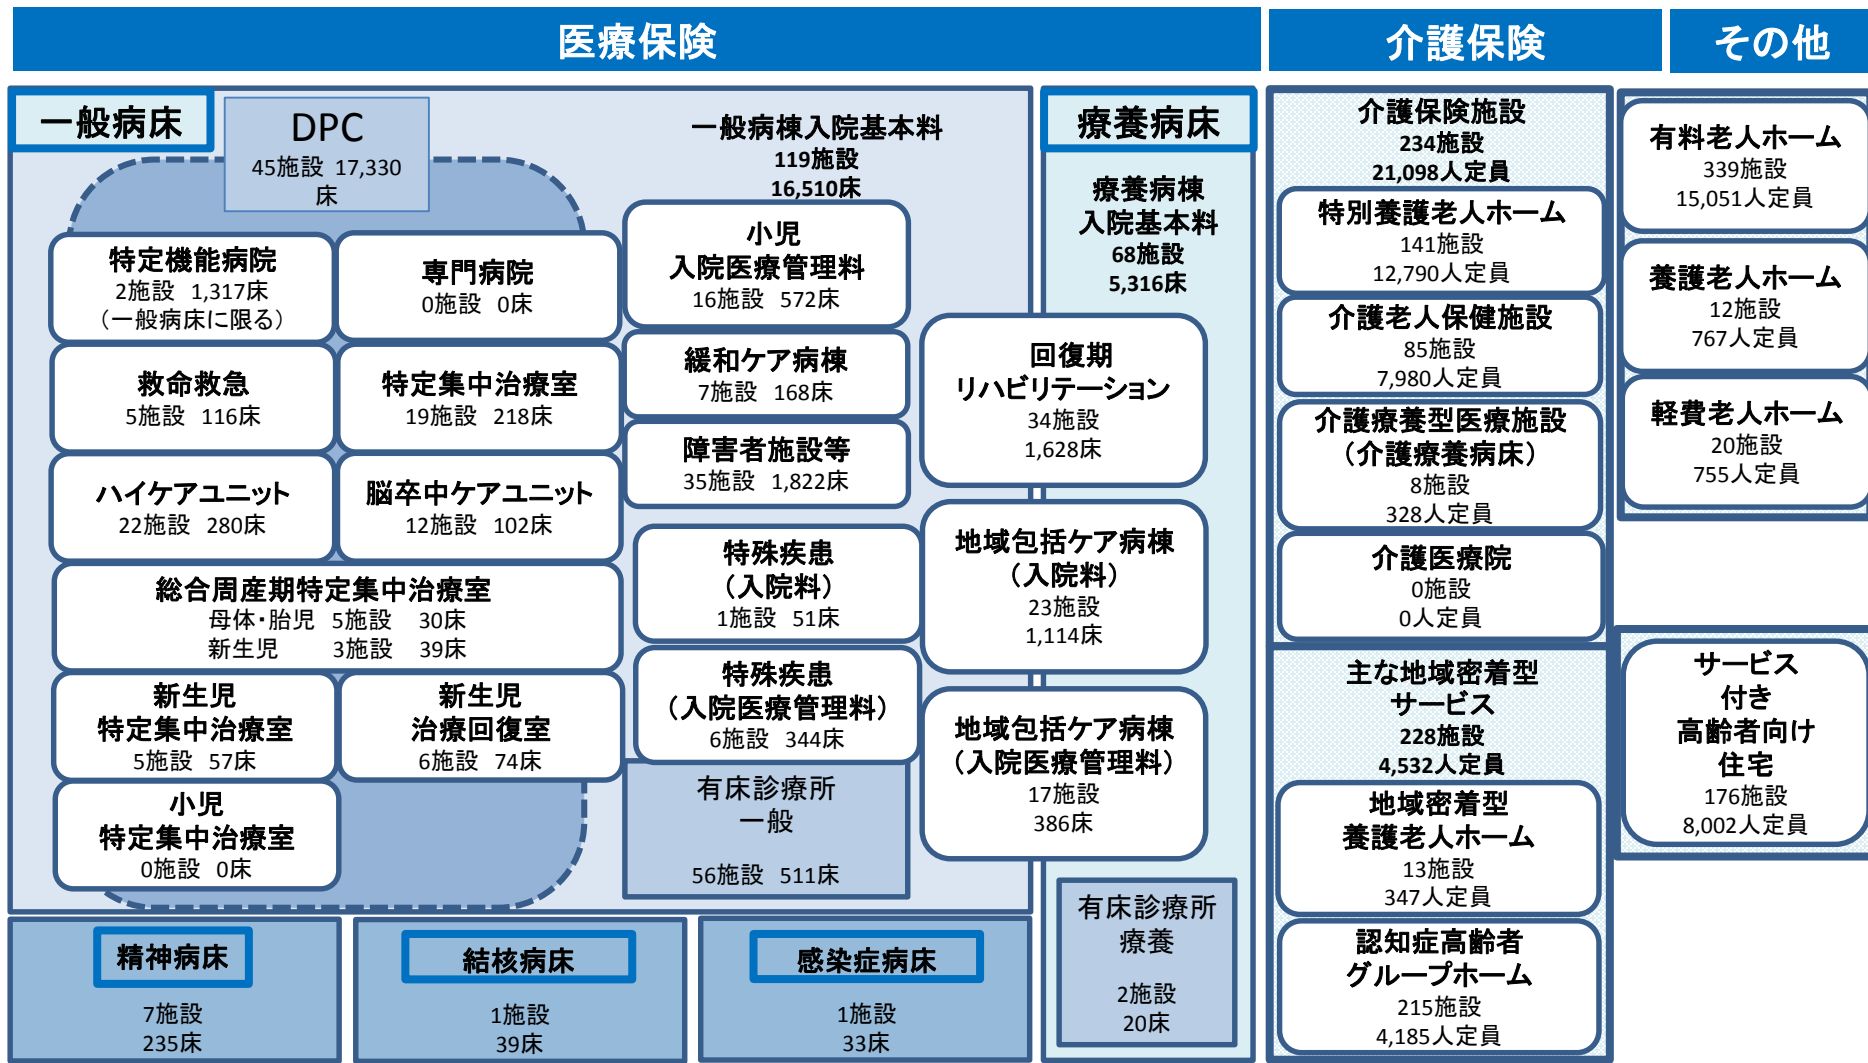 医療保険
介護保険
その他
一般病床
DPC
45施設 17,330
床
一般病棟入院基本料
119施設
16,510床
特定機能病院
2施設 1,317床
（一般病床に限る）
専門病院
0施設 0床
救命救急
5施設 116床
特定集中治療室
19施設 218床
ハイケアユニット
22施設 280床
脳卒中ケアユニット
12施設 102床
総合周産期特定集中治療室
母体・胎児 5施設 30床
新生児 3施設 39床
新生児
特定集中治療室
5施設 57床
新生児
治療回復室
6施設 74床
小児
特定集中治療室
0施設 0床
小児
入院医療管理料
16施設 572床
緩和ケア病棟
7施設 168床
障害者施設等
35施設 1,822床
特殊疾患
（入院料）
1施設 51床
特殊疾患
（入院医療管理料）
6施設 344床
有床診療所
一般
56施設 511床
療養病床
療養病棟
入院基本料
68施設
5,316床
回復期
リハビリテーション
34施設
1,628床
地域包括ケア病棟
（入院料）
23施設
1,114床
地域包括ケア病棟
（入院医療管理料）
17施設
386床
有床診療所
療養
2施設
20床
精神病床
7施設
235床
結核病床
1施設
39床
感染症病床
1施設
33床
介護保険施設
234施設
21,098人定員
特別養護老人ホーム
141施設
12,790人定員
介護老人保健施設
85施設
7,980人定員
介護療養型医療施設
（介護療養病床）
8施設
328人定員
介護医療院
0施設
0人定員
主な地域密着型
サービス
228施設
4,532人定員
地域密着型
養護老人ホーム
13施設
347人定員
認知症高齢者
グループホーム
215施設
4,185人定員
有料老人ホーム
339施設
15,051人定員
養護老人ホーム
12施設
767人定員
軽費老人ホーム
20施設
755人定員
サービス
付き
高齢者向け
住宅
176施設
8,002人定員